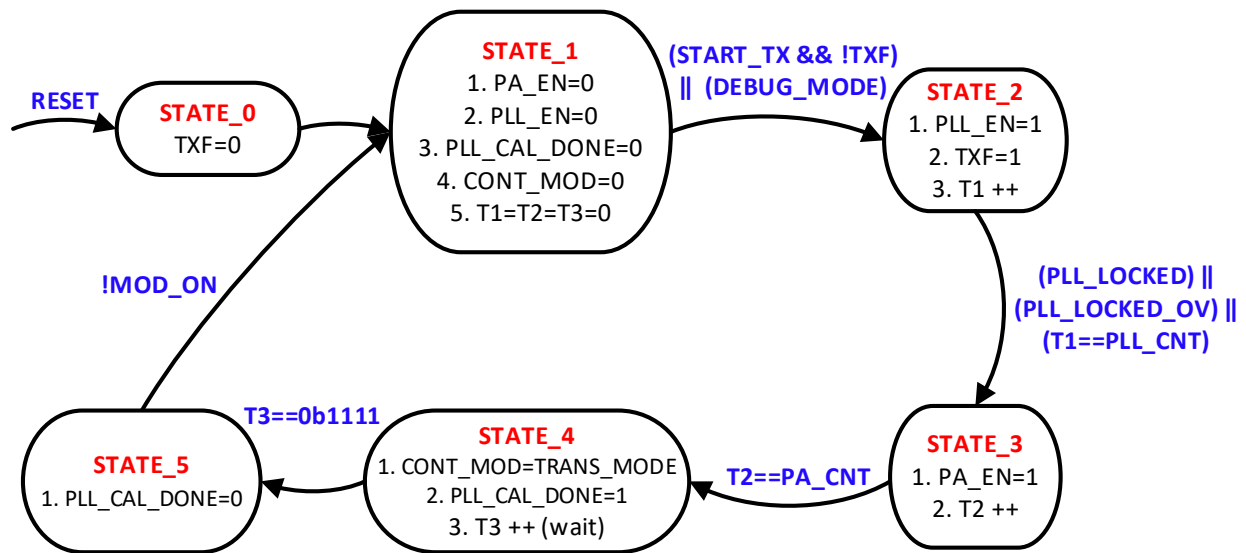 RESET
STATE_0
TXF=0
STATE_1
1. PA_EN=0
2. PLL_EN=0
3. PLL_CAL_DONE=0
4. CONT_MOD=0
5. T1=T2=T3=0
(START_TX && !TXF)
|| (DEBUG_MODE)
STATE_2
1. PLL_EN=1
2. TXF=1
3. T1 ++
!MOD_ON
(PLL_LOCKED) ||
(PLL_LOCKED_OV) ||
(T1==PLL_CNT)
STATE_5
1. PLL_CAL_DONE=0
T3==0b1111
STATE_4
1. CONT_MOD=TRANS_MODE
2. PLL_CAL_DONE=1
3. T3 ++ (wait)
T2==PA_CNT
STATE_3
1. PA_EN=1
2. T2 ++